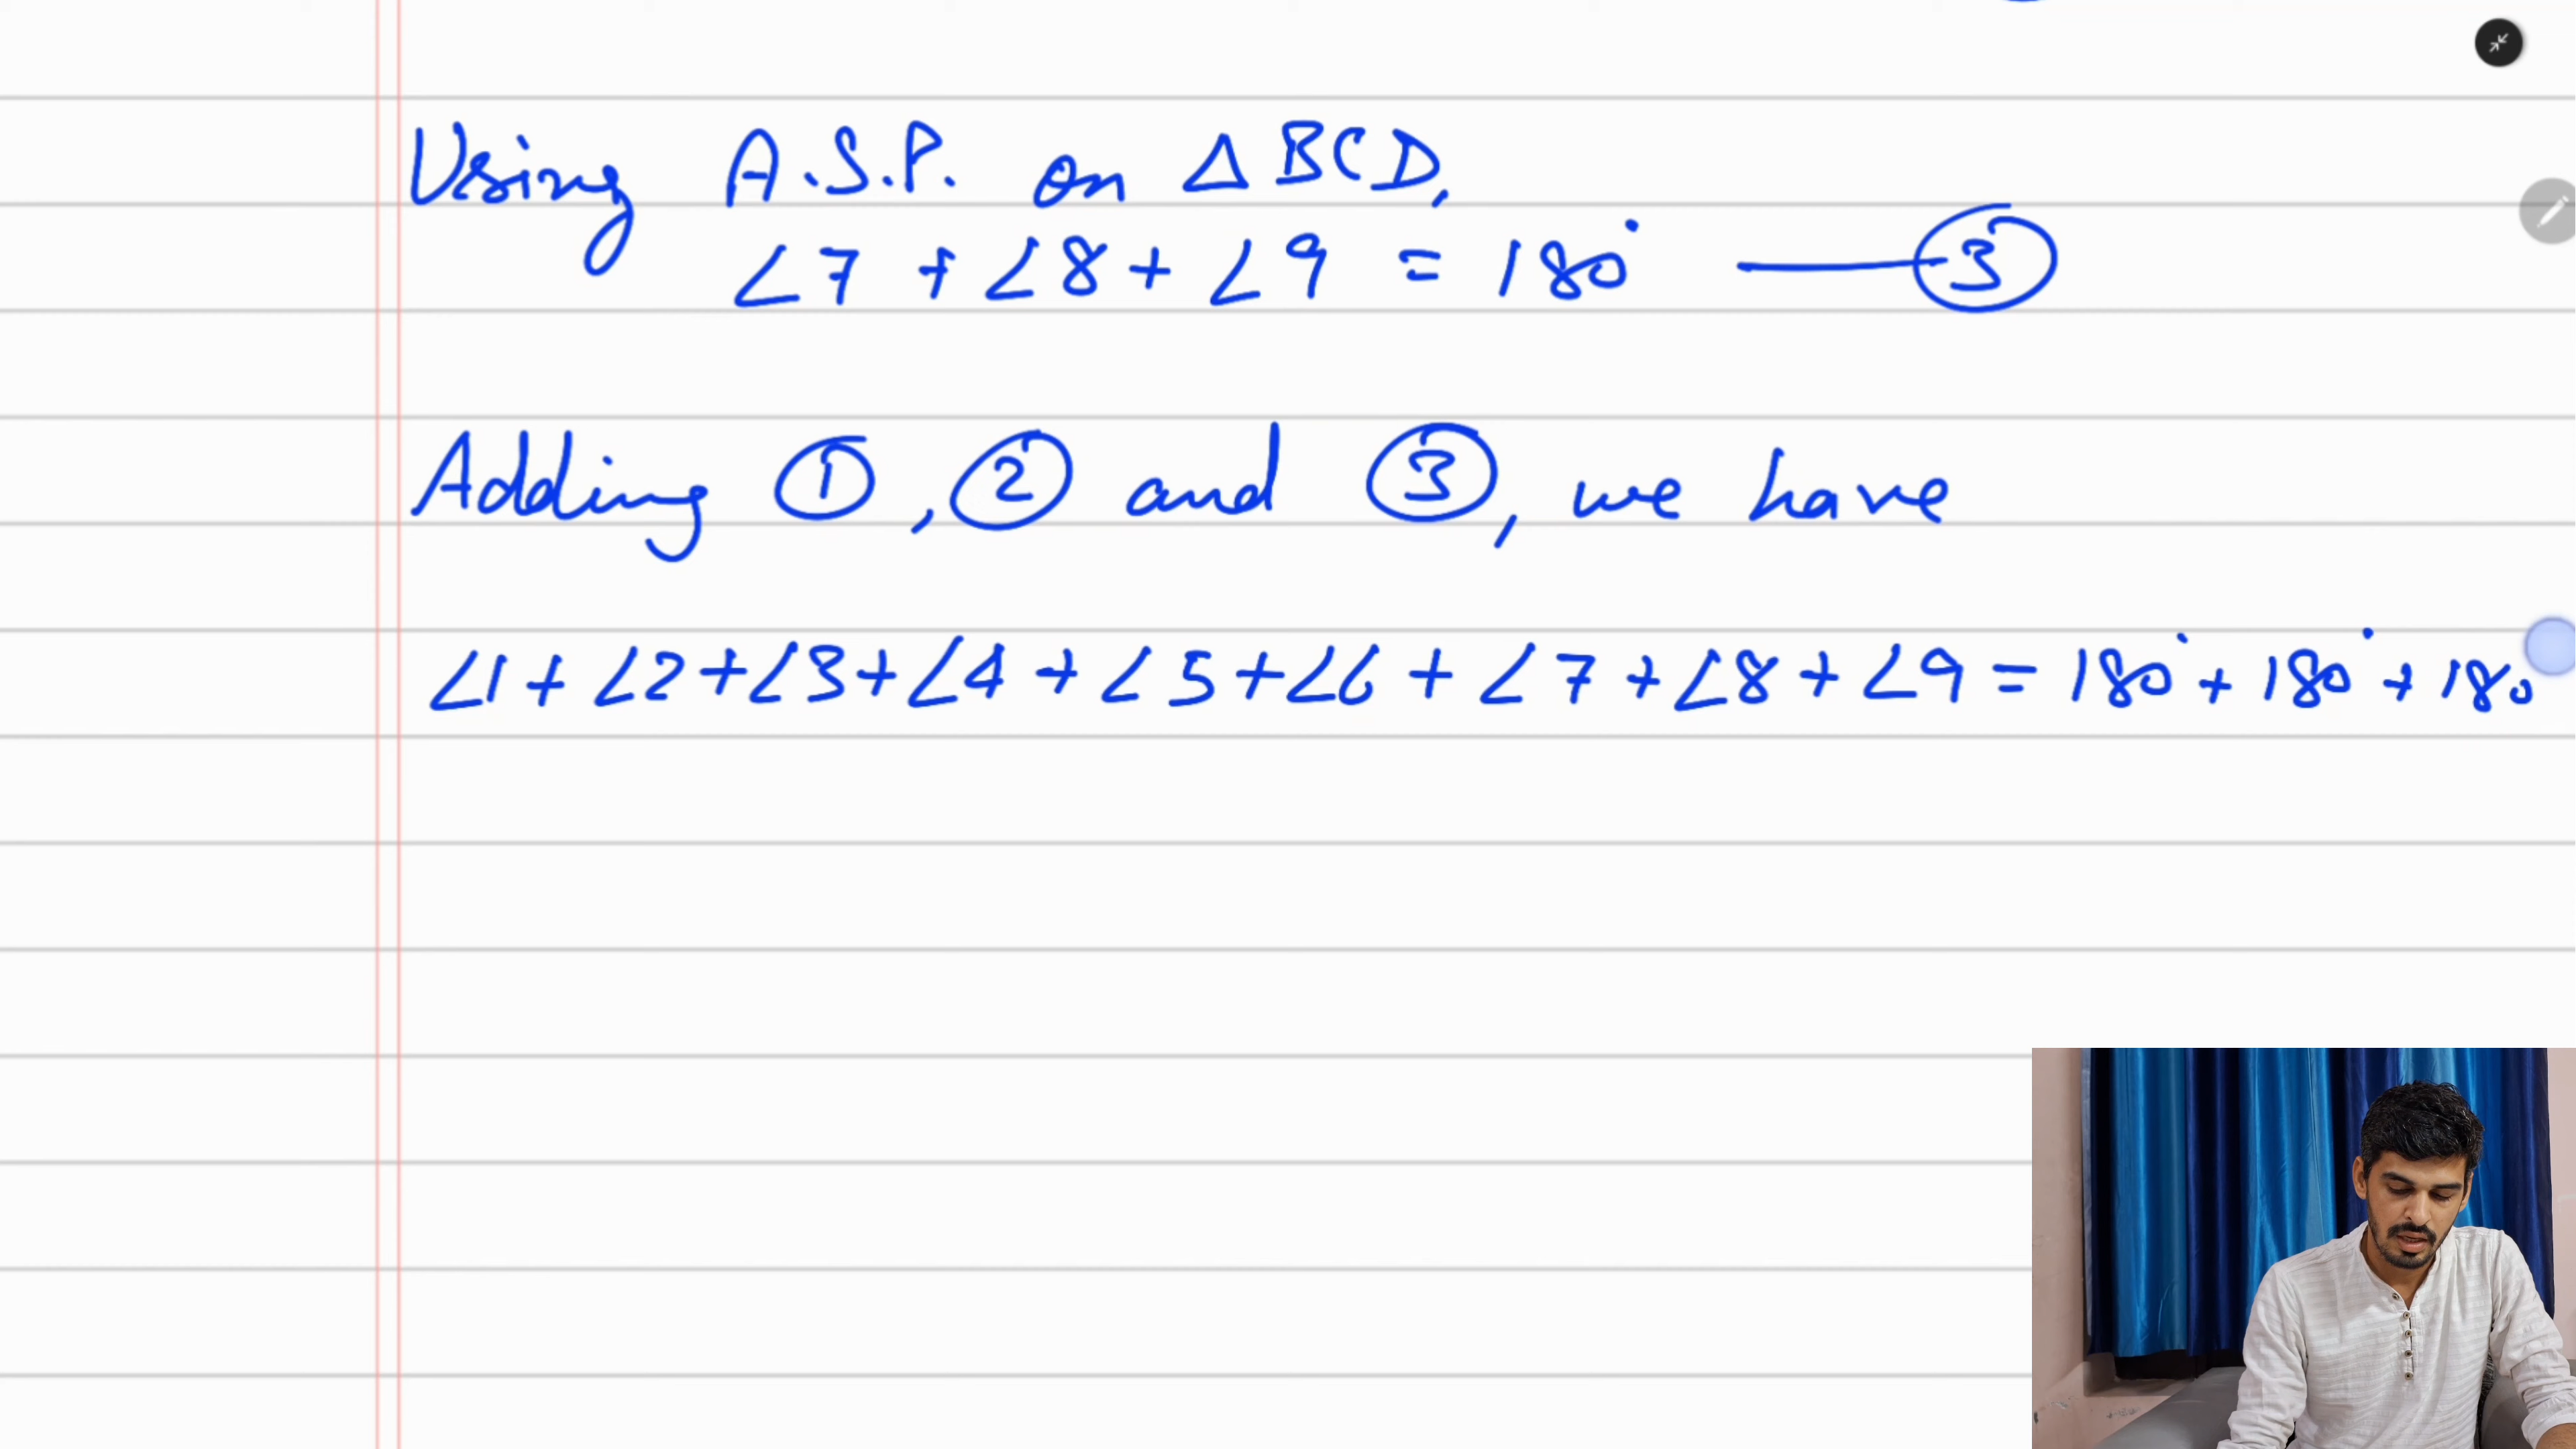 Using A.S.P. on △BCD,
∠7 + ∠8 + ∠9 = 180° —— ③
Adding ①, ② and ③, we have
∠1 + ∠2 + ∠3 + ∠4 + ∠5 + ∠6 + ∠7 + ∠8 + ∠9 = 180° + 180° + 180